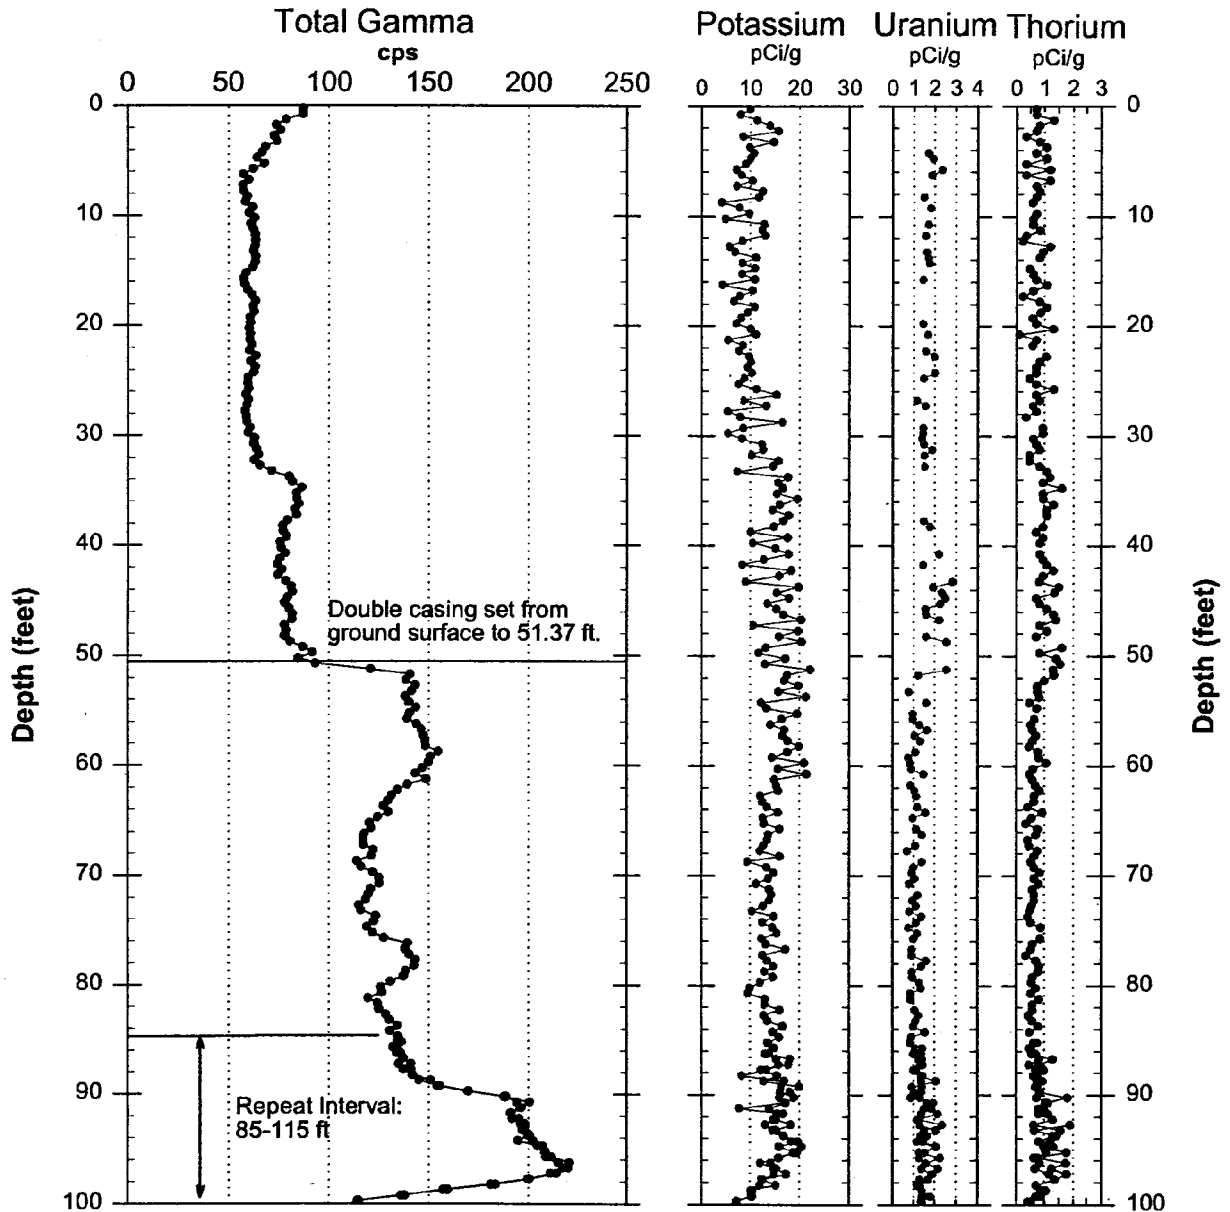 Total Gamma
cps
Potassium
pCi/g
Uranium
pCi/g
Thorium
pCi/g
0 50 100 150 200 250
0 10 20 30
0 1 2 3 4
0 1 2 3
0
10
20
30
40
50
60
70
80
90
100
Depth (feet)
Double casing set from
ground surface to 51.37 ft.
Repeat Interval:
85-115 ft
0
10
20
30
40
50
60
70
80
90
100
Depth (feet)